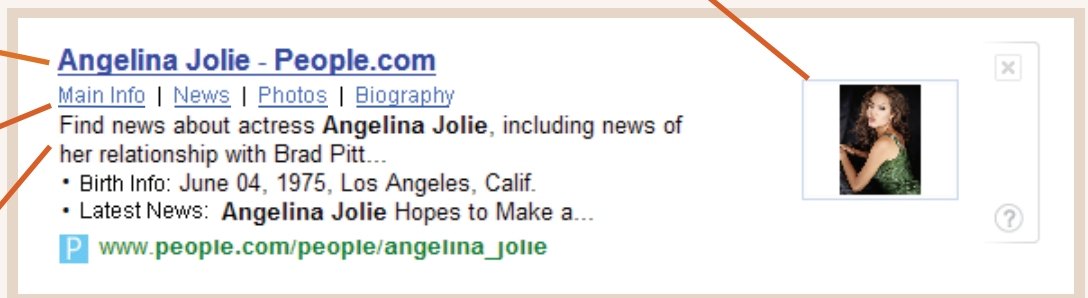 Angelina Jolie - People.com
Main Info | News | Photos | Biography
Find news about actress Angelina Jolie, including news of
her relationship with Brad Pitt...
• Birth Info: June 04, 1975, Los Angeles, Calif.
• Latest News: Angelina Jolie Hopes to Make a...
P www.people.com/people/angelina_jolie
?